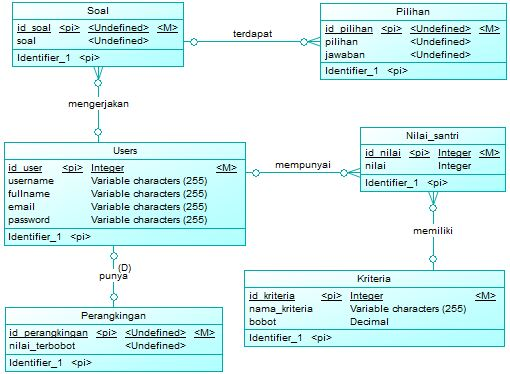 Soal
id_soal <pi> <Undefined> <M>
soal <Undefined>
Identifier_1 <pi>
terdapat
Pilihan
id_pilihan <pi> <Undefined> <M>
pilihan <Undefined>
jawaban <Undefined>
Identifier_1 <pi>
mengerjakan
Users
id_user <pi> Integer <M>
username Variable characters (255)
fullname Variable characters (255)
email Variable characters (255)
password Variable characters (255)
Identifier_1 <pi>
mempunyai
Nilai_santri
id_nilai <pi> Integer <M>
nilai Integer
Identifier_1 <pi>
memiliki
(D)
punya
Kriteria
id_kriteria <pi> Integer <M>
nama_kriteria Variable characters (255)
bobot Decimal
Identifier_1 <pi>
Perangkingan
id_perangkingan <pi> <Undefined> <M>
nilai_terbobot <Undefined>
Identifier_1 <pi>